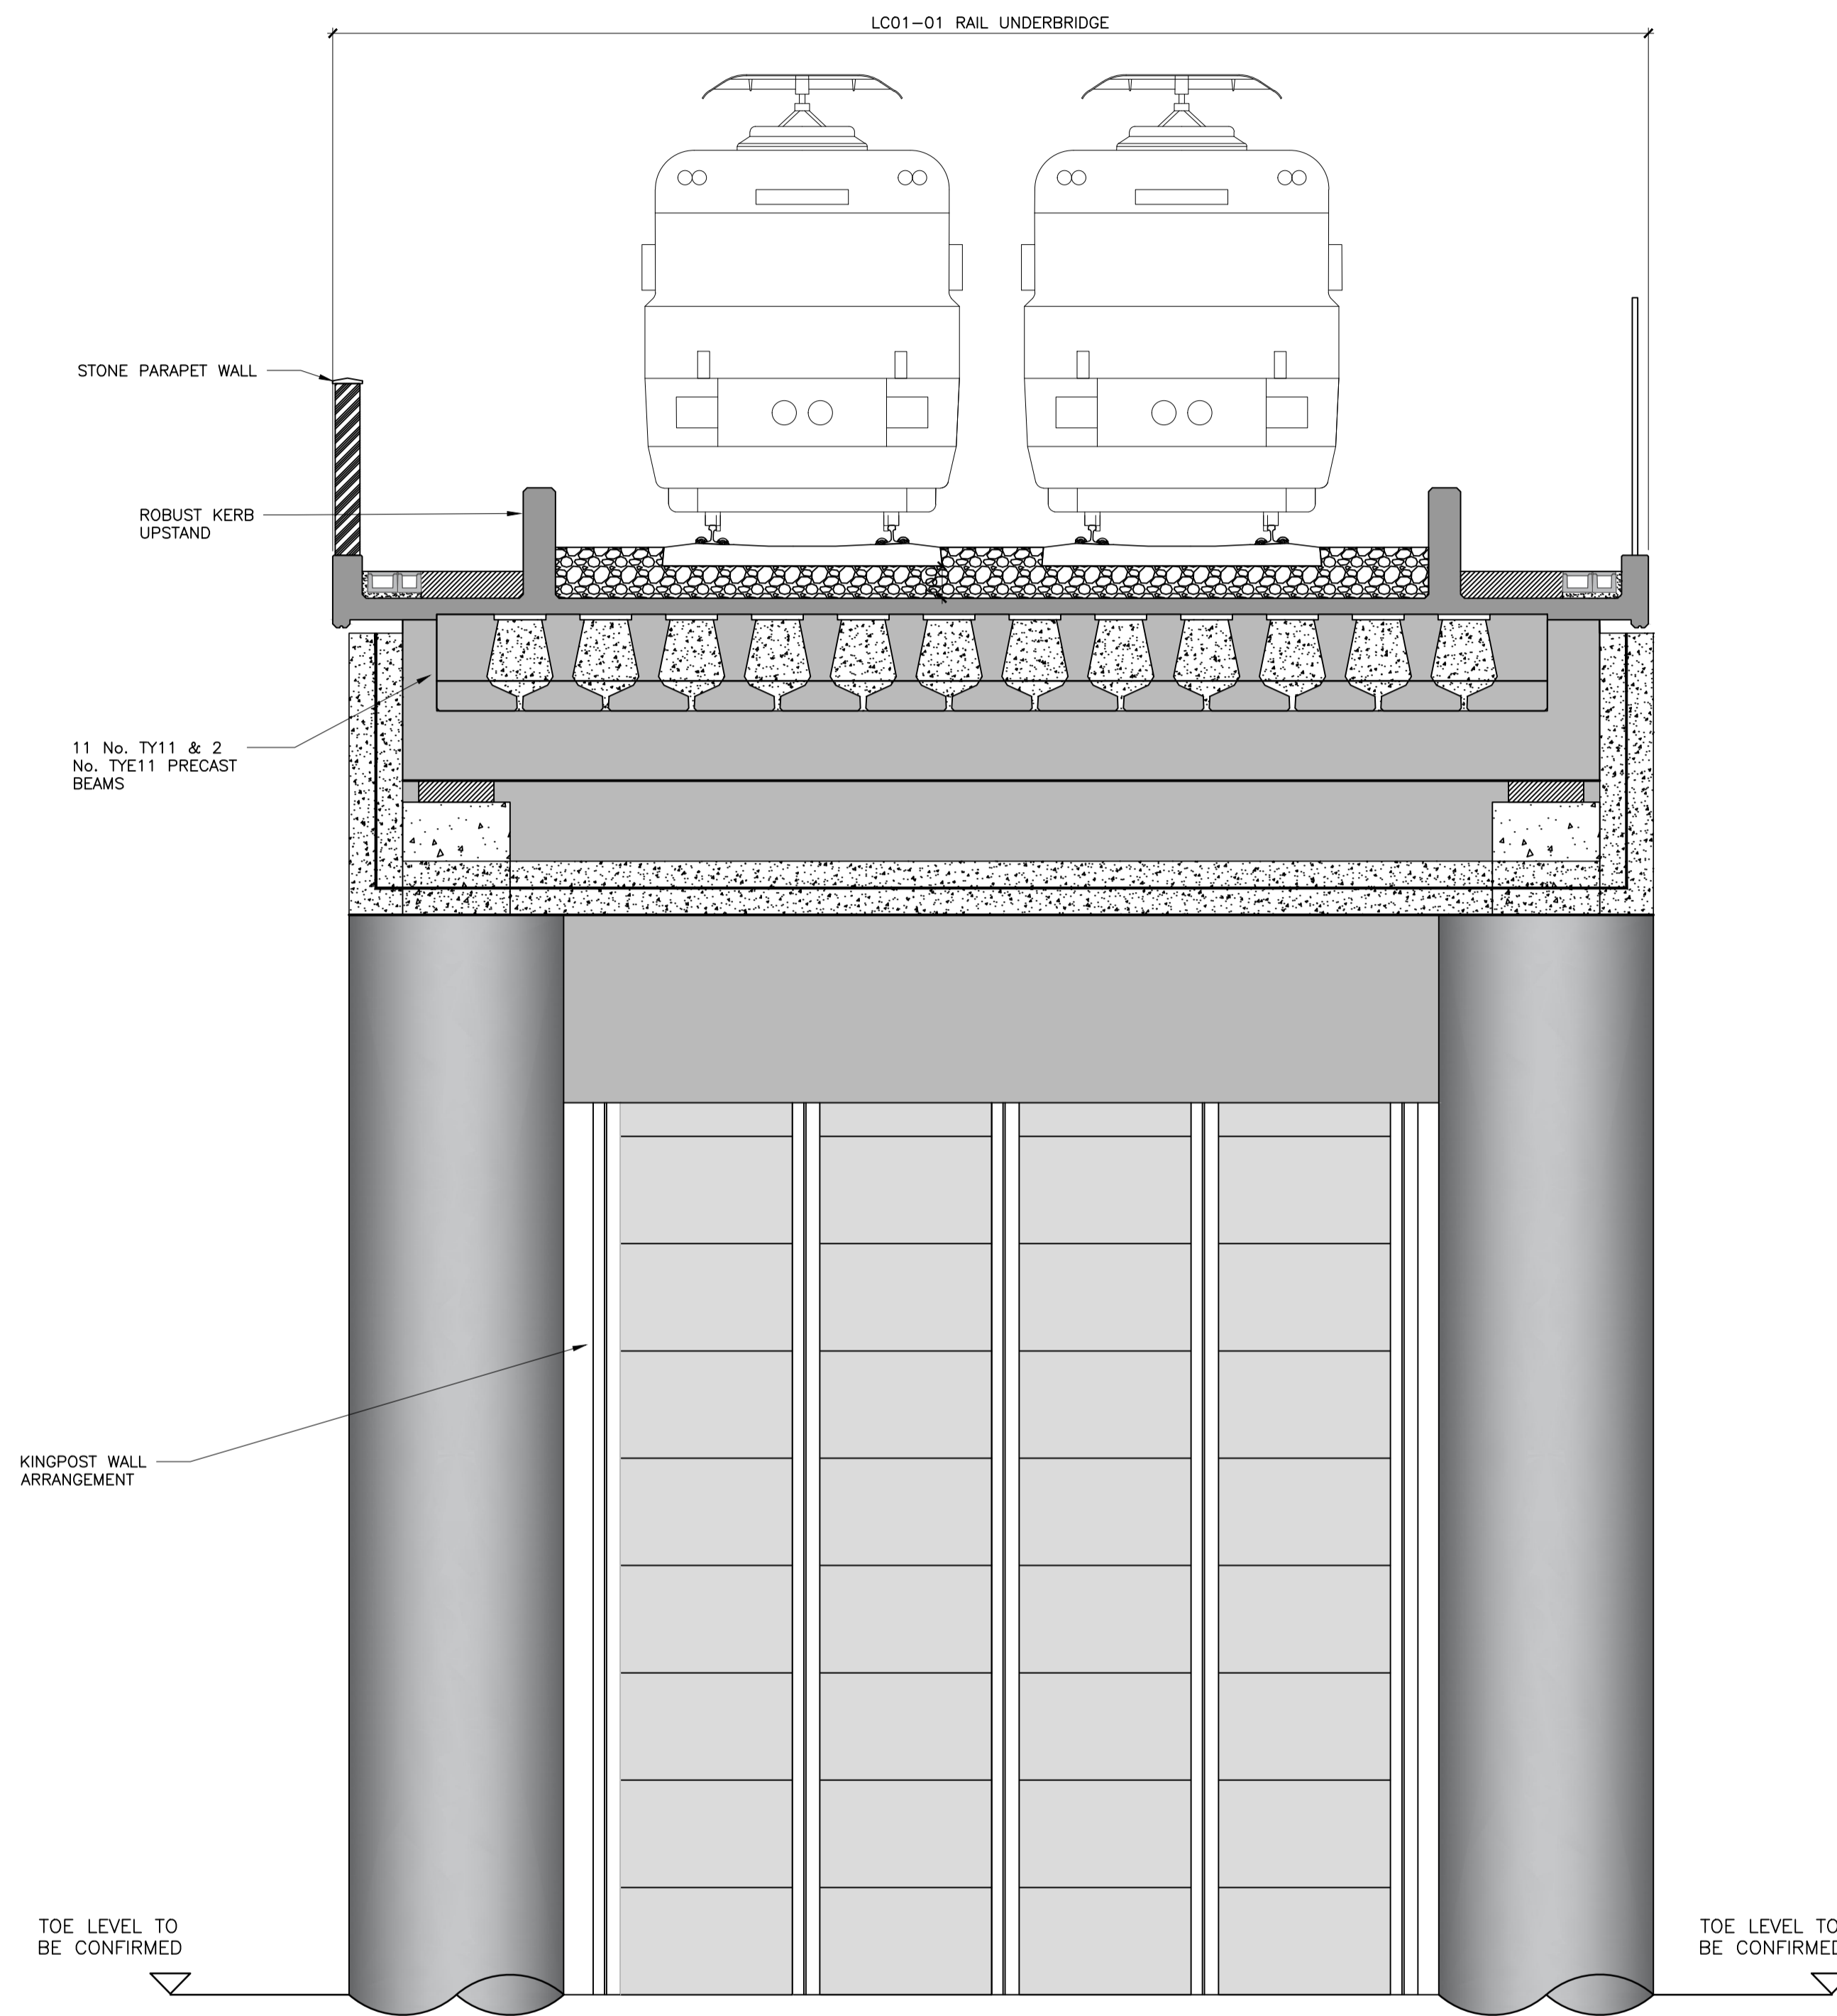 LC01-01 RAIL UNDERBRIDGE
STONE PARAPET WALL
ROBUST KERB
UPSTAND
11 No. TY11 & 2
No. TYE11 PRECAST
BEAMS
KINGPOST WALL
ARRANGEMENT
TOE LEVEL TO
BE CONFIRMED
TOE LEVEL TO
BE CONFIRMED